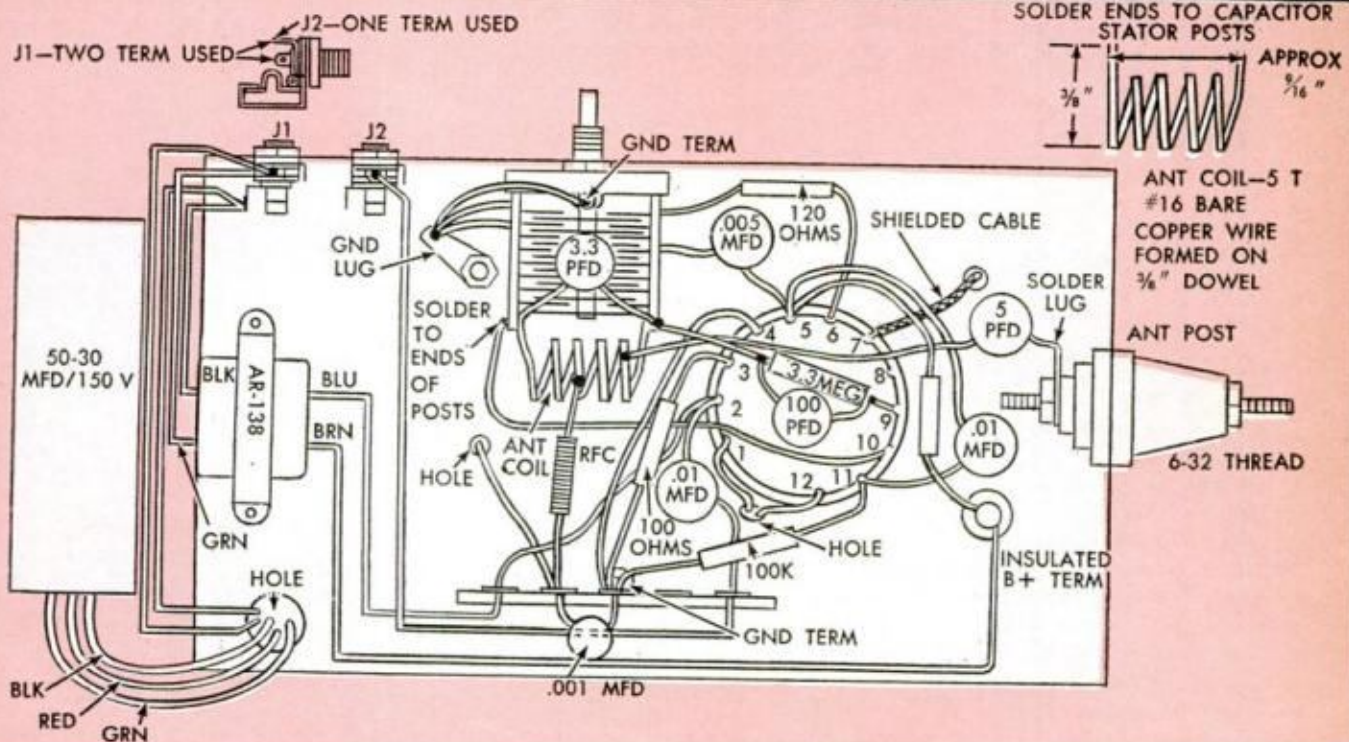 J2—ONE TERM USED
J1—TWO TERM USED
SOLDER ENDS TO CAPACITOR
STATOR POSTS
3/8"
APPROX
9/16"
ANT COIL—5 T
#16 BARE
COPPER WIRE
FORMED ON
3/8" DOWEL
J1
J2
GND TERM
GND
LUG
3.3
PFD
120
OHMS
.005
MFD
SHIELDED CABLE
SOLDER
LUG
5
PFD
ANT POST
6-32 THREAD
SOLDER
TO
ENDS
OF
POSTS
50-30
MFD/150 V
BLK
AR-138
BLU
BRN
GRN
ANT
COIL
RFC
HOLE
4
5
6
7
3
8
3.3MEG
2
100
PFD
9
10
1
12
11
.01
MFD
.01
MFD
100
OHMS
100K
HOLE
INSULATED
B+ TERM
HOLE
GND TERM
.001 MFD
BLK
RED
GRN